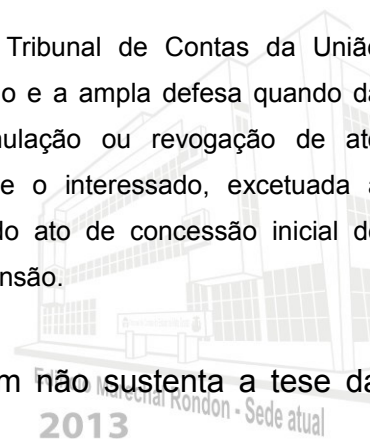 Tribunal de Contas da União
o e a ampla defesa quando da
ulação ou revogação de ato
e o interessado, excetuada a
do ato de concessão inicial de
nsão.
m não sustenta a tese da
Marechal Rondon - Sede atual
2013